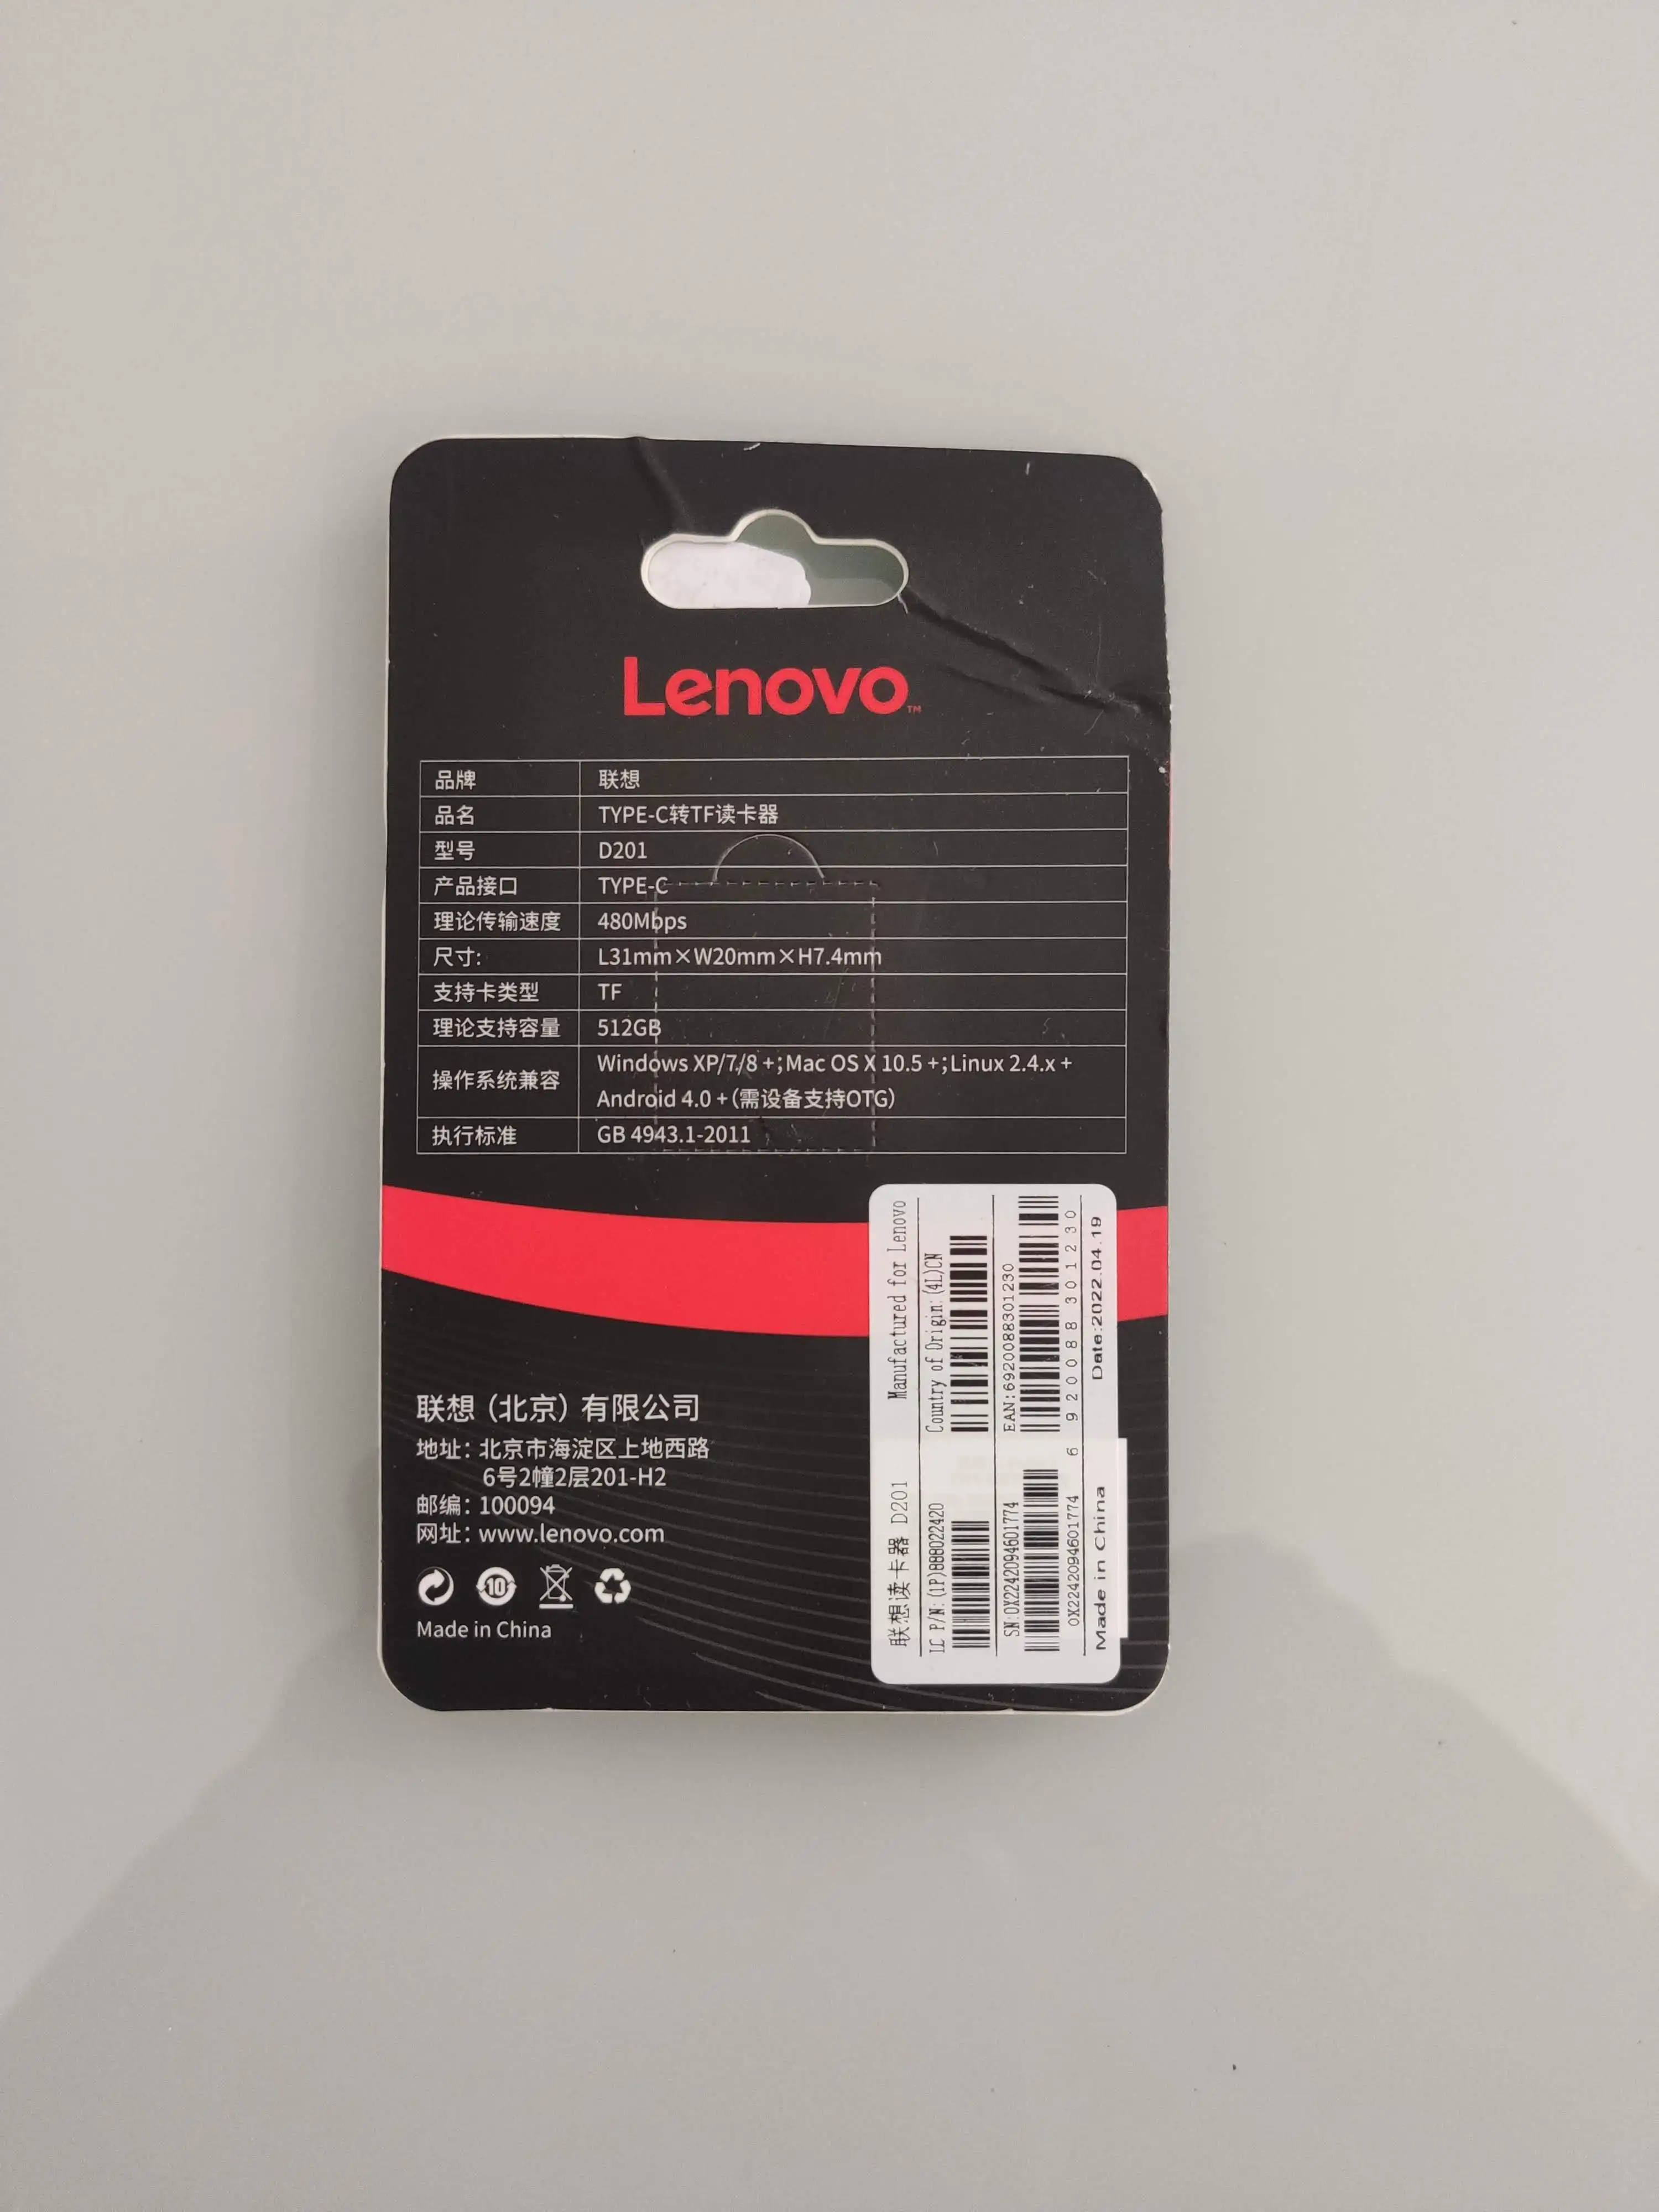 Lenovo™
品牌 联想
品名 TYPE-C转TF读卡器
型号 D201
产品接口 TYPE-C
理论传输速度 480Mbps
尺寸: L31mm×W20mm×H7.4mm
支持卡类型 TF
理论支持容量 512GB
操作系统兼容 Windows XP/7/8 +;Mac OS X 10.5 +;Linux 2.4.x +
Android 4.0 + (需设备支持OTG)
执行标准 GB 4943.1-2011
联想（北京）有限公司
地址: 北京市海淀区上地西路
6号2幢2层201-H2
邮编: 100094
网址: www.lenovo.com
10
Made in China
联想读卡器 D201 Manufactured for Lenovo
LC P/N: (1P)888022420 Country of Origin: (4L)CN
SN:0X2242094601774 EAN:6920088301230
0X2242094601774 6 920088 301230
Made in China Date:2022.04.19